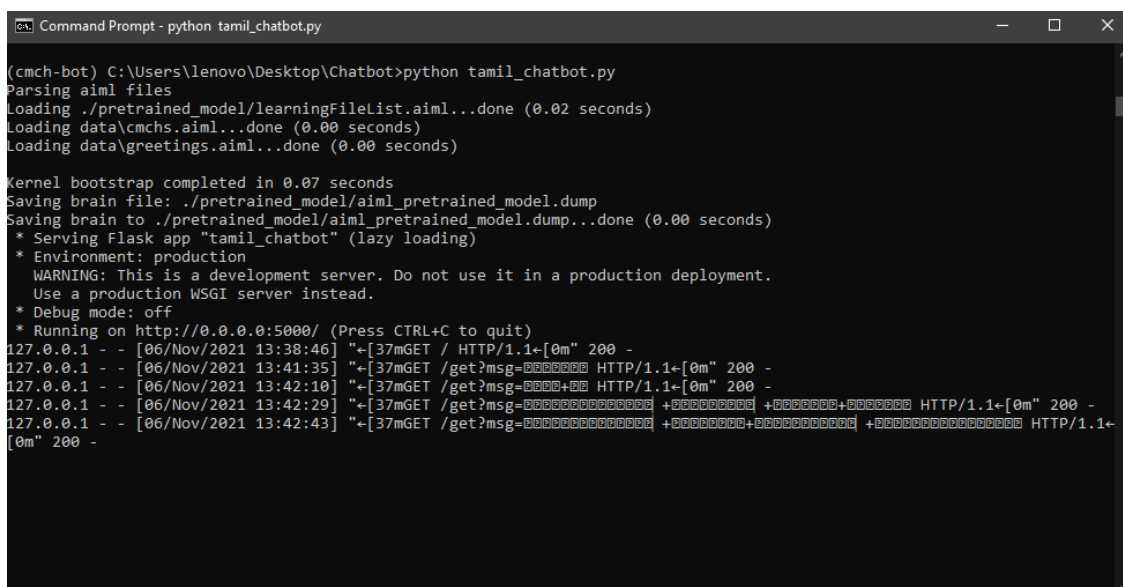 Command Prompt - python tamil_chatbot.py
(cmch-bot) C:\Users\lenovo\Desktop\Chatbot>python tamil_chatbot.py
Parsing aiml files
Loading ./pretrained_model/learningFileList.aiml...done (0.02 seconds)
Loading data\cmchs.aiml...done (0.00 seconds)
Loading data\greetings.aiml...done (0.00 seconds)
Kernel bootstrap completed in 0.07 seconds
Saving brain file: ./pretrained_model/aiml_pretrained_model.dump
Saving brain to ./pretrained_model/aiml_pretrained_model.dump...done (0.00 seconds)
* Serving Flask app "tamil_chatbot" (lazy loading)
* Environment: production
WARNING: This is a development server. Do not use it in a production deployment.
Use a production WSGI server instead.
* Debug mode: off
* Running on http://0.0.0.0:5000/ (Press CTRL+C to quit)
127.0.0.1 - - [06/Nov/2021 13:38:46] "←[37mGET / HTTP/1.1←[0m" 200 -
127.0.0.1 - - [06/Nov/2021 13:41:35] "←[37mGET /get?msg= HTTP/1.1←[0m" 200 -
127.0.0.1 - - [06/Nov/2021 13:42:10] "←[37mGET /get?msg=+ HTTP/1.1←[0m" 200 -
127.0.0.1 - - [06/Nov/2021 13:42:29] "←[37mGET /get?msg= + + + HTTP/1.1←[0m" 200 -
127.0.0.1 - - [06/Nov/2021 13:42:43] "←[37mGET /get?msg= + + + HTTP/1.1←
[0m" 200 -